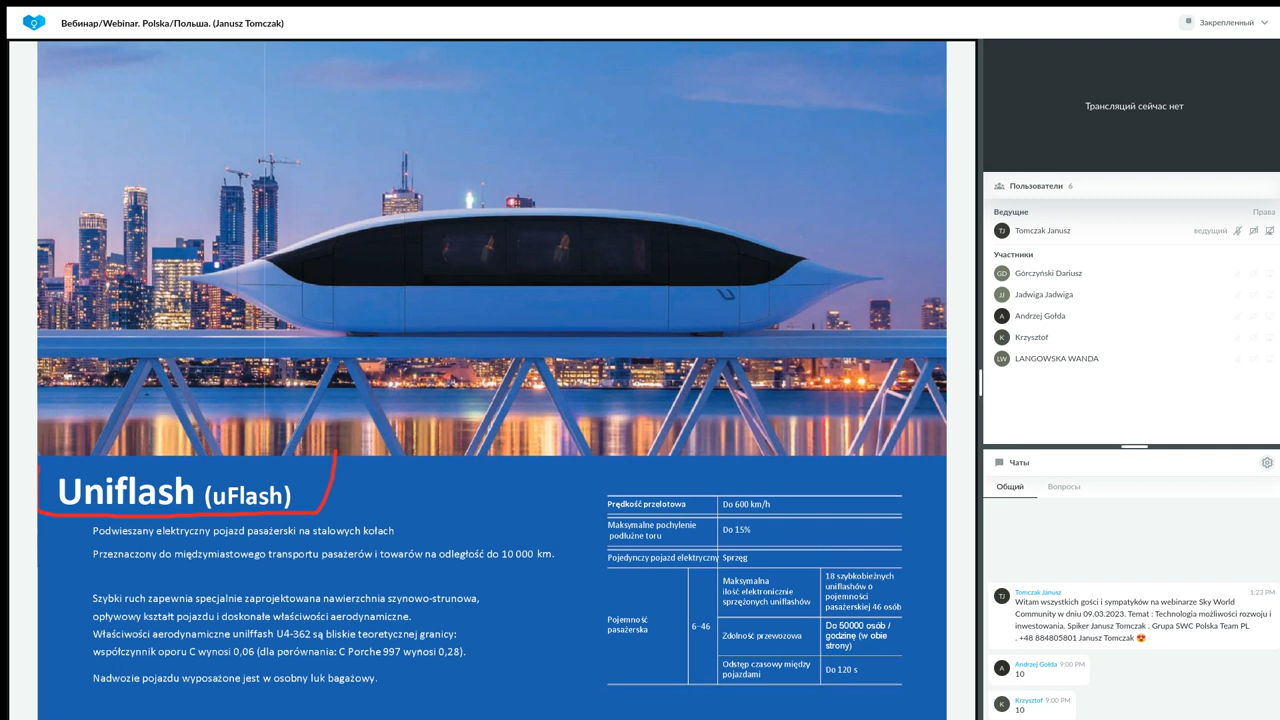 Вебинар/Webinar. Polska/Польша. (Janusz Tomczak)
Закрепленный
Трансляций сейчас нет
Пользователи 6
Ведущие Права
TJ Tomczak Janusz ведущий
Участники
GD Górczyński Dariusz
JJ Jadwiga Jadwiga
A Andrzej Gołda
K Krzysztof
LW LANGOWSKA WANDA
Чаты
Общий Вопросы
TJ Tomczak Janusz 1:23 PM
Witam wszystkich gości i sympatyków na webinarze Sky World
Community w dniu 09.03.2023. Temat : Technologia możliwości rozwoju i
inwestowania. Spiker Janusz Tomczak . Grupa SWC Polska Team PL
. +48 884805801 Janusz Tomczak 😍
A Andrzej Gołda 9:00 PM
10
K Krzysztof 9:00 PM
10
Uniflash (uFlash)
Podwieszany elektryczny pojazd pasażerski na stalowych kołach
Przeznaczony do międzymiastowego transportu pasażerów i towarów na odległość do 10 000 km.
Szybki ruch zapewnia specjalnie zaprojektowana nawierzchnia szynowo-strunowa,
opływowy kształt pojazdu i doskonałe właściwości aerodynamiczne.
Właściwości aerodynamiczne unilffash U4-362 są bliskie teoretycznej granicy:
współczynnik oporu C wynosi 0,06 (dla porównania: C Porche 997 wynosi 0,28).
Nadwozie pojazdu wyposażone jest w osobny luk bagażowy.
Prędkość przelotowa Do 600 km/h
Maksymalne pochylenie
podłużne toru
Do 15%
Pojedynczy pojazd elektryczny Sprzęg
Pojemność
pasażerska
6–46
Maksymalna
ilość elektronicznie
sprzężonych uniflashów
18 szybkobieżnych
uniflashów o
pojemności
pasażerskiej 46 osób
Zdolność przewozowa
Do 50000 osób /
godzinę (w obie
strony)
Odstęp czasowy między
pojazdami
Do 120 s